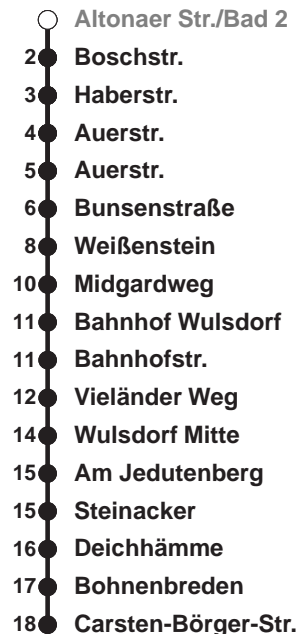 Altonaer Str./Bad 2
2 Boschstr.
3 Haberstr.
4 Auerstr.
5 Auerstr.
6 Bunsenstraße
8 Weißenstein
10 Midgardweg
11 Bahnhof Wulsdorf
11 Bahnhofstr.
12 Vieländer Weg
14 Wulsdorf Mitte
15 Am Jedutenberg
15 Steinacker
16 Deichhämme
17 Bohnenbreden
18 Carsten-Börger-Str.